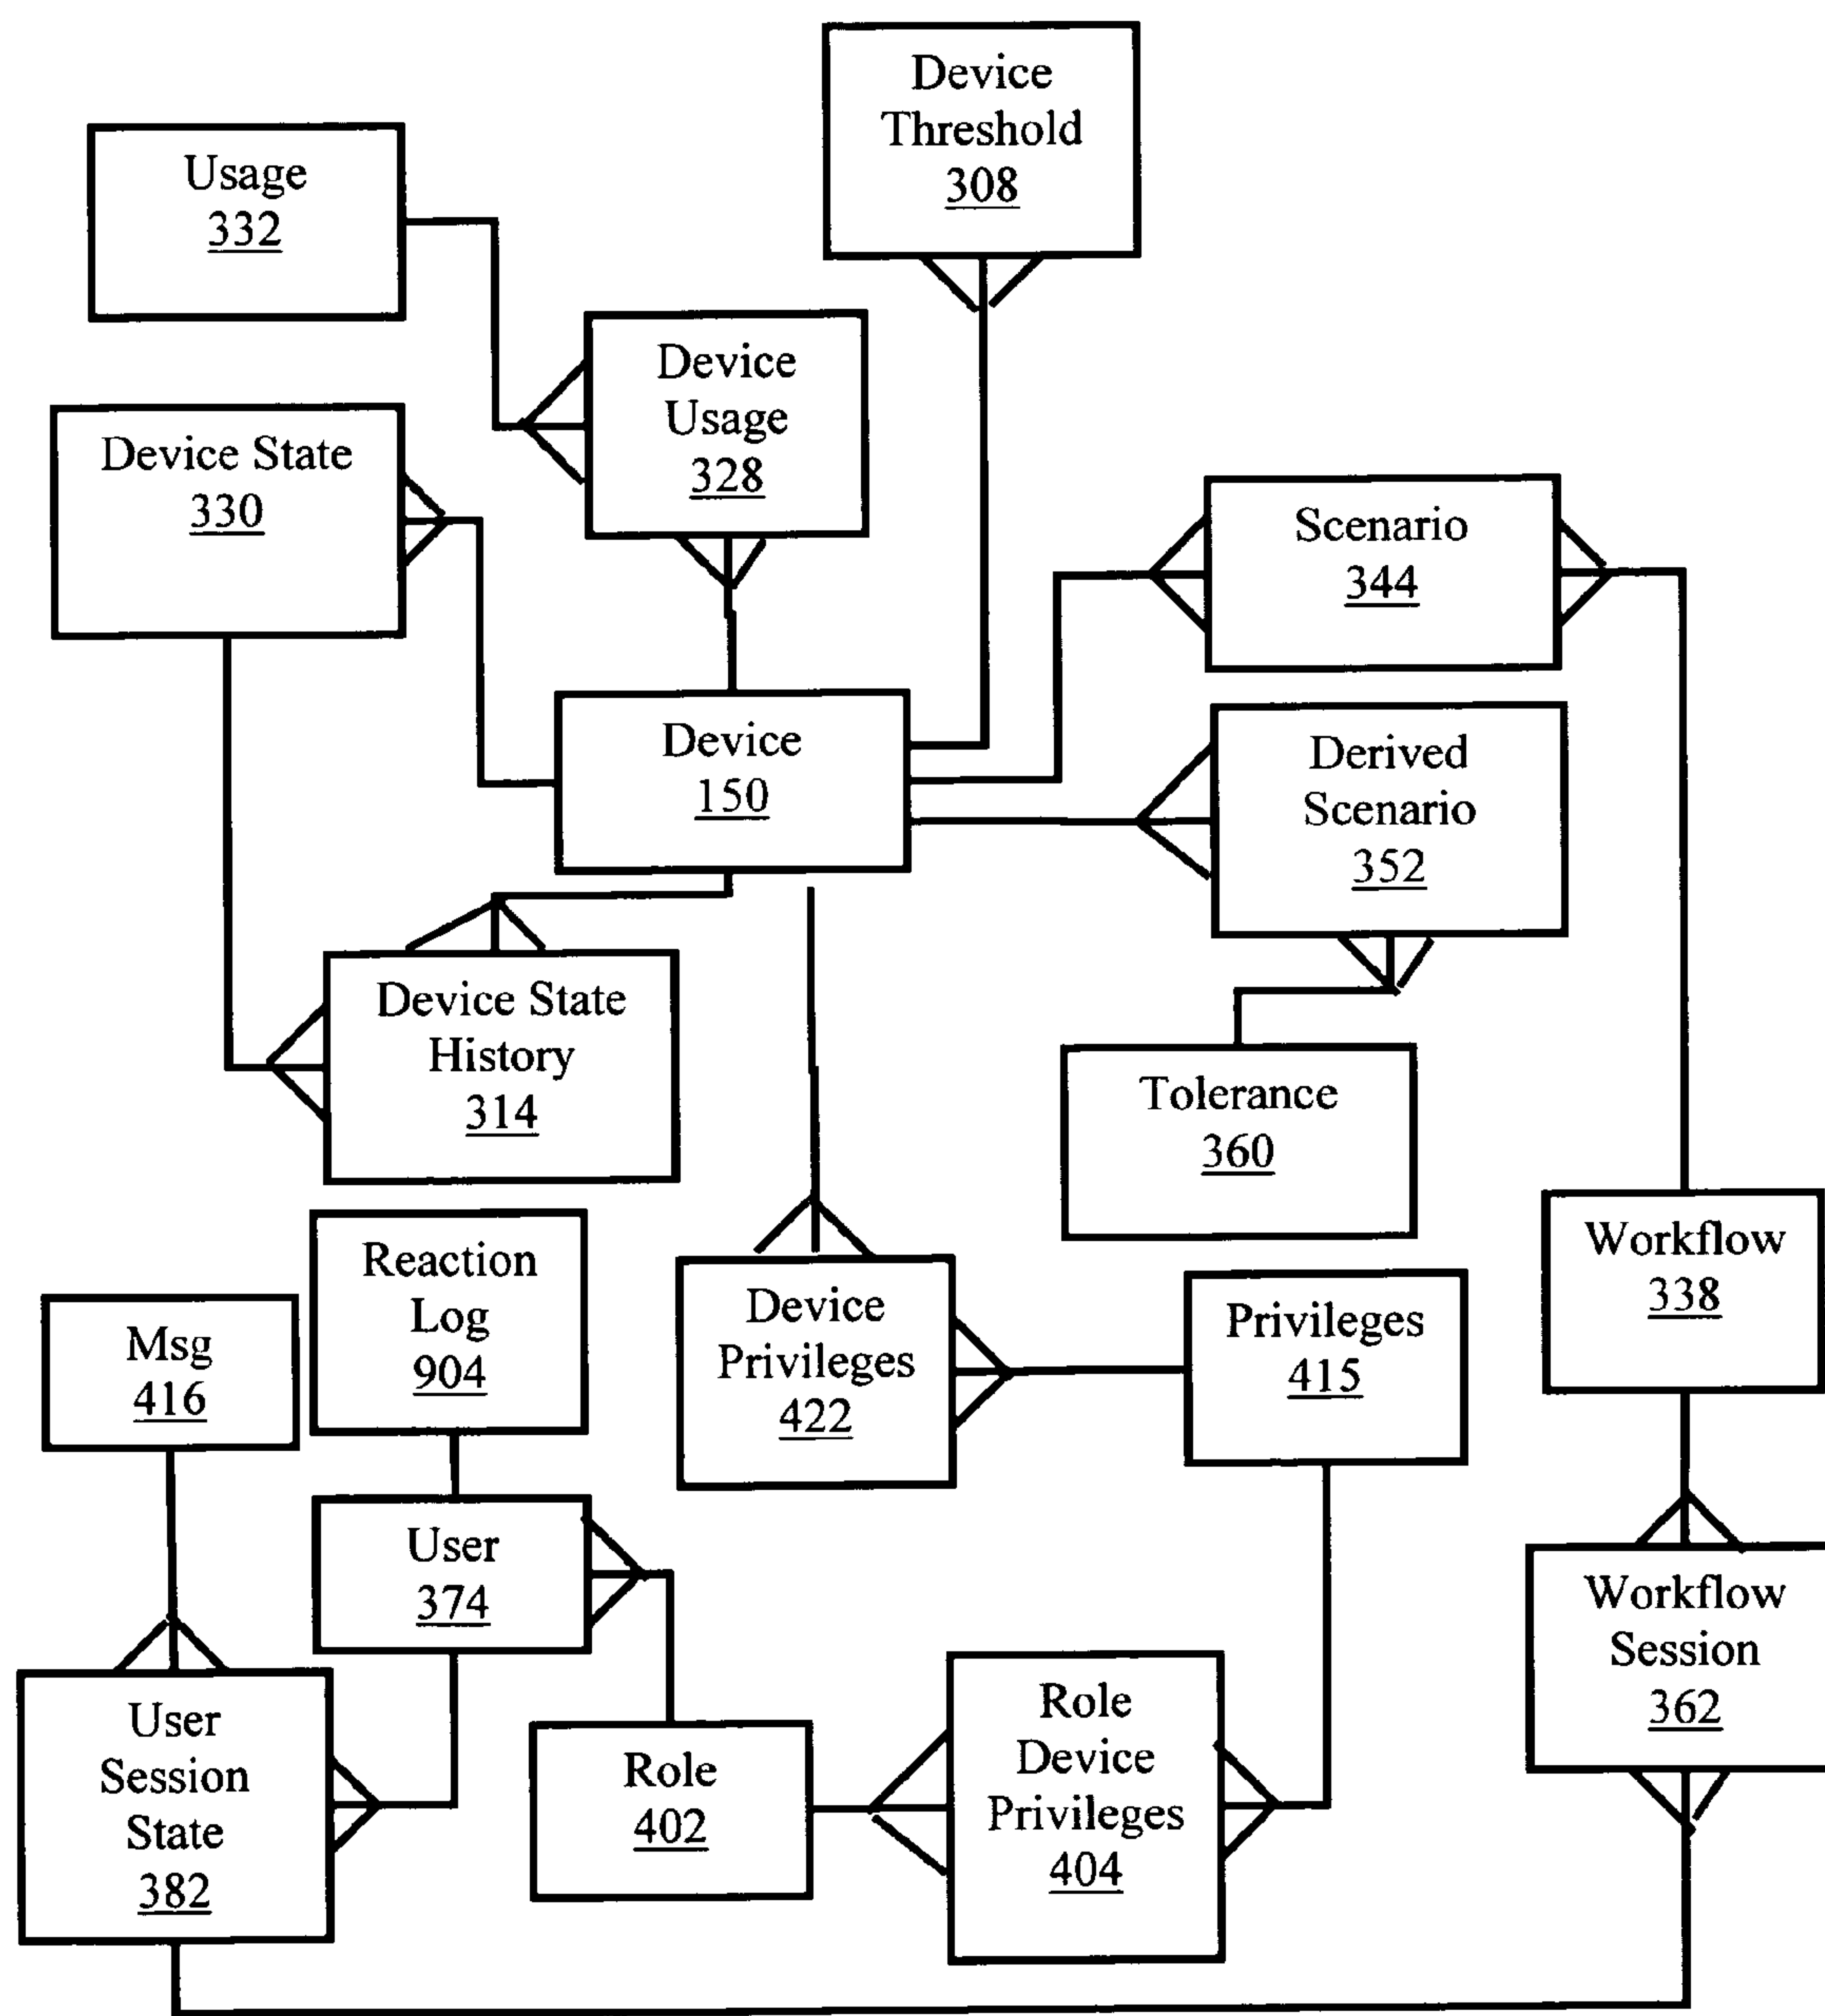 Device
Threshold
308
Usage
332
Device
Usage
328
Device State
330
Scenario
344
Device
150
Derived
Scenario
352
Device State
History
314
Tolerance
360
Workflow
338
Reaction
Log
904
Msg
416
Device
Privileges
422
Privileges
415
User
374
Workflow
Session
362
User
Session
State
382
Role
402
Role
Device
Privileges
404